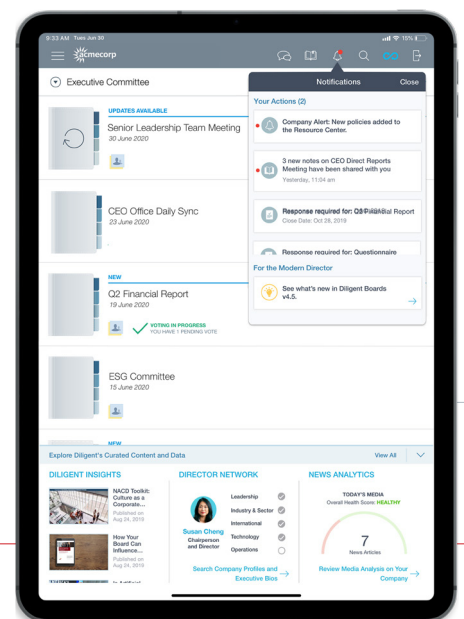 9:33 AM Tues Jun 30
15%
acmecorp
Executive Committee
Notifications
Close
Your Actions (2)
Company Alert: New policies added to
the Resource Center.
3 new notes on CEO Direct Reports
Meeting have been shared with you
Yesterday, 11:04 am
Response required for: Financial Report
Close Date: Oct 28, 2019
Response required for: Questionnaire
For the Modern Director
See what's new in Diligent Boards
v4.5.
UPDATES AVAILABLE
Senior Leadership Team Meeting
30 June 2020
CEO Office Daily Sync
23 June 2020
NEW
Q2 Financial Report
19 June 2020
VOTING IN PROGRESS
YOU HAVE 1 PENDING VOTE
ESG Committee
15 June 2020
NEW
Explore Diligent's Curated Content and Data
View All
DILIGENT INSIGHTS
NACD Toolkit:
Culture as a
Corporate...
Published on
Aug 24, 2019
How Your
Board Can
Influence...
Published on
Aug 24, 2019
DIRECTOR NETWORK
Susan Cheng
Chairperson
and Director
Leadership
Industry & Sector
International
Technology
Operations
Search Company Profiles and
Executive Bios
NEWS ANALYTICS
TODAY'S MEDIA
Overall Health Score: HEALTHY
7
News Articles
Review Media Analysis on Your
Company